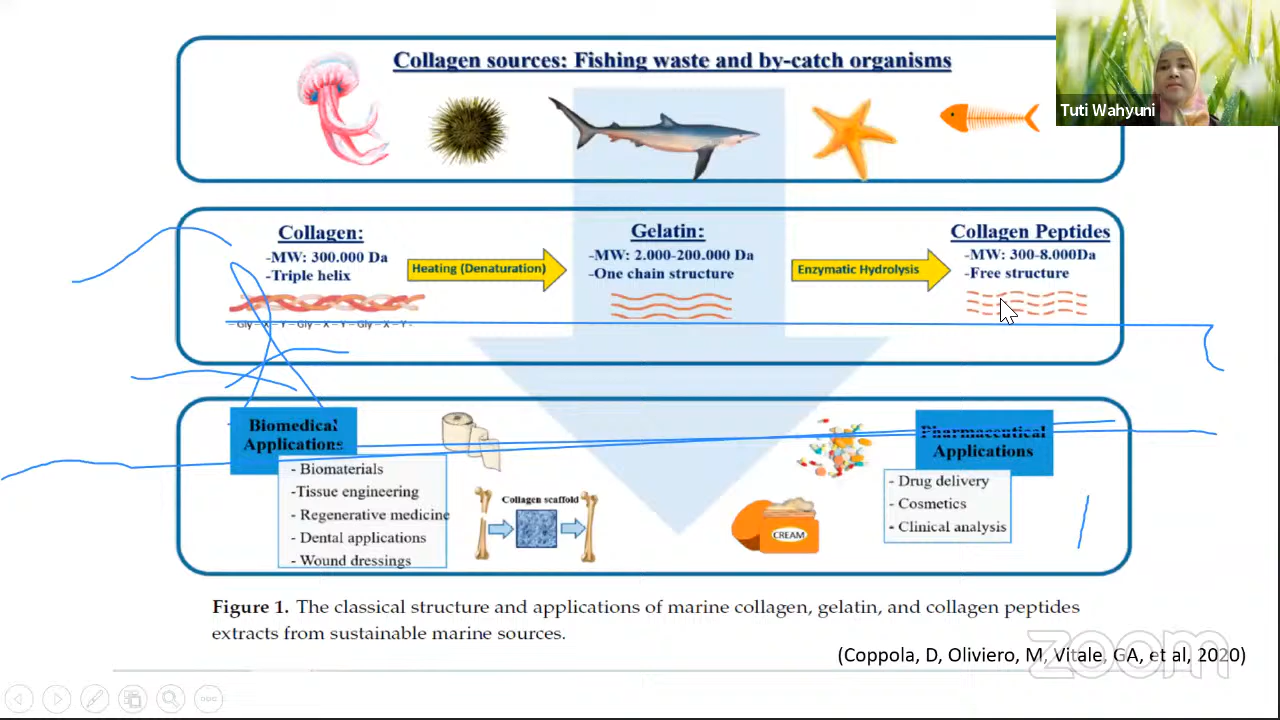 Collagen sources: Fishing waste and by-catch organisms
Tuti Wahyuni
Collagen:
-MW: 300.000 Da
-Triple helix
– Gly – X – Y – Gly – X – Y – Gly – X – Y -
Heating (Denaturation)
Gelatin:
-MW: 2.000-200.000 Da
-One chain structure
Enzymatic Hydrolysis
Collagen Peptides
-MW: 300-8.000Da
-Free structure
Biomedical
Applications
- Biomaterials
-Tissue engineering
- Regenerative medicine
- Dental applications
- Wound dressings
Collagen scaffold
CREAM
Pharmaceutical
Applications
- Drug delivery
- Cosmetics
- Clinical analysis
Figure 1. The classical structure and applications of marine collagen, gelatin, and collagen peptides
extracts from sustainable marine sources.
(Coppola, D, Oliviero, M, Vitale, GA, et al, 2020)
zoom